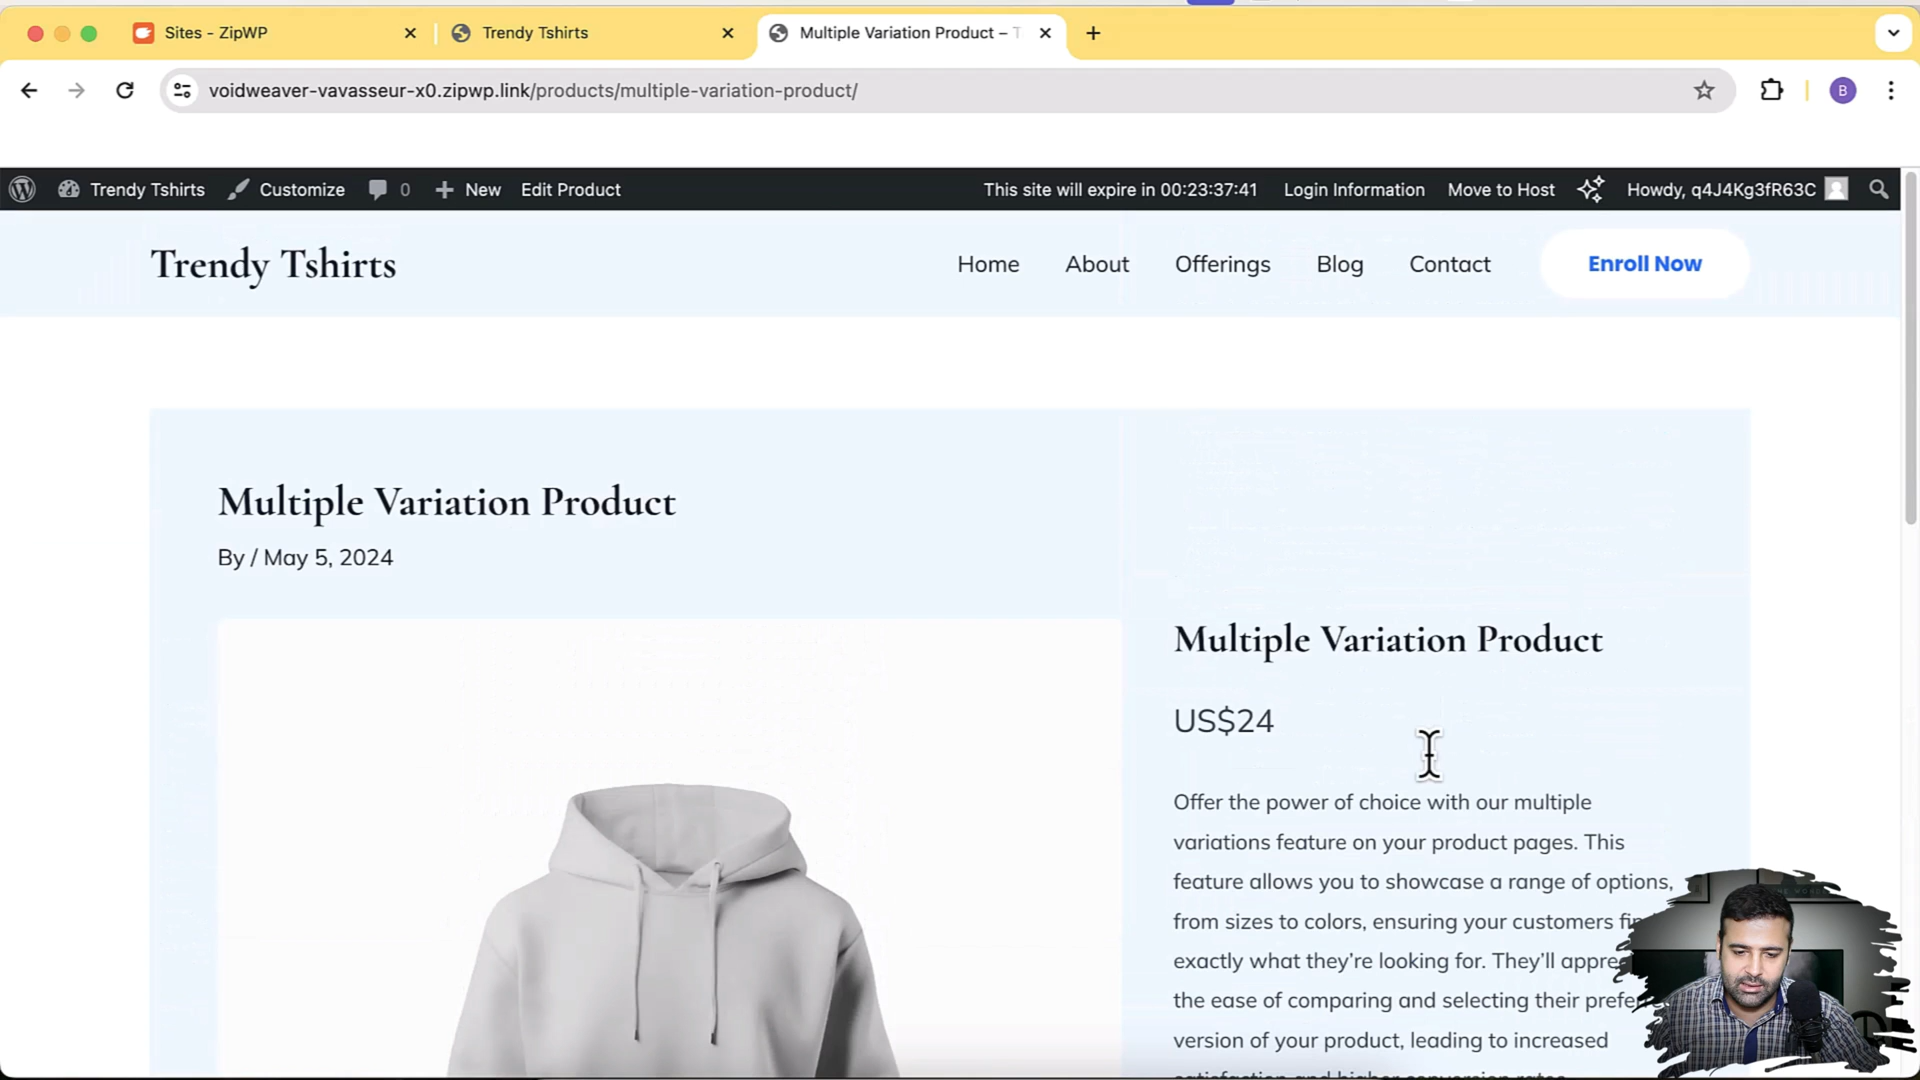 Sites - ZipWP
Trendy Tshirts
Multiple Variation Product –
voidweaver-vavasseur-x0.zipwp.link/products/multiple-variation-product/
B
Trendy Tshirts
Customize
0
New
Edit Product
This site will expire in 00:23:37:41
Login Information
Move to Host
Howdy, q4J4Kg3fR63C
Trendy Tshirts
Home
About
Offerings
Blog
Contact
Enroll Now
Multiple Variation Product
By / May 5, 2024
Multiple Variation Product
US$24
Offer the power of choice with our multiple
variations feature on your product pages. This
feature allows you to showcase a range of options,
from sizes to colors, ensuring your customers
exactly what they’re looking for. They’ll
the ease of comparing and selecting their
version of your product, leading to increased
satisfaction and higher conversion rates